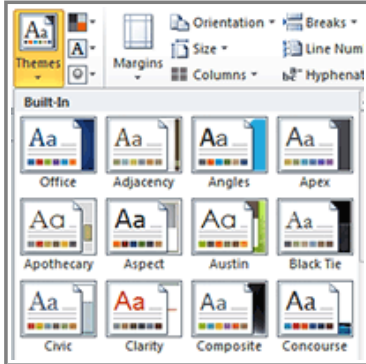 Aa
Orientation
Breaks
A
Size
Line Num
Themes
Margins
Columns
Hyphenat
Built-In
Aa Aa Aa Aa
Office Adjacency Angles Apex
Aa Aa Aa Aa
Apothecary Aspect Austin Black Tie
Aa Aa Aa Aa
Civic Clarity Composite Concourse